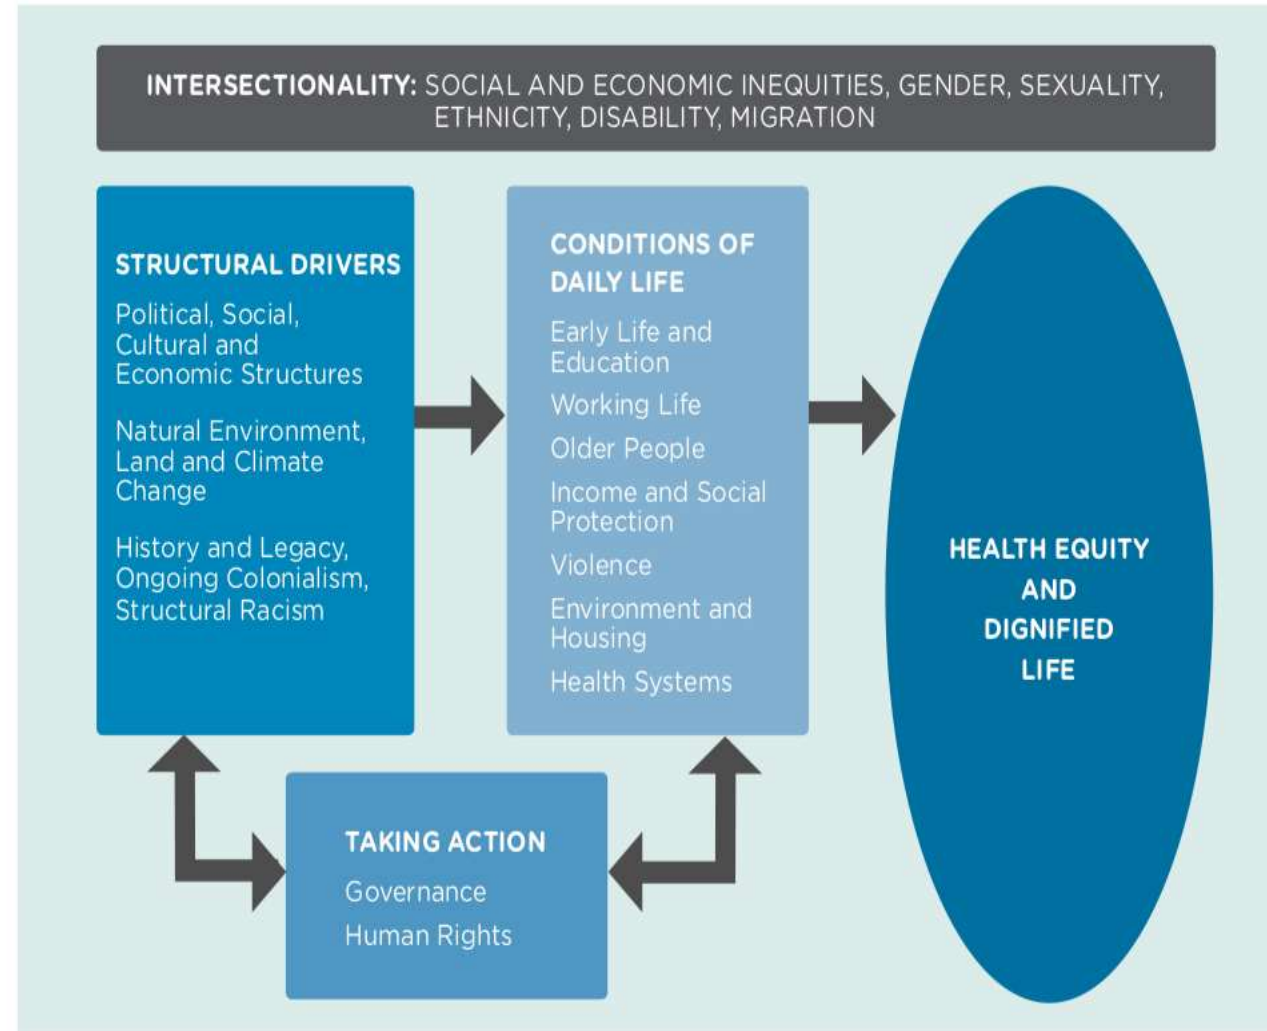 INTERSECTIONALITY: SOCIAL AND ECONOMIC INEQUITIES, GENDER, SEXUALITY,
ETHNICITY, DISABILITY, MIGRATION
STRUCTURAL DRIVERS
Political, Social,
Cultural and
Economic Structures
Natural Environment,
Land and Climate
Change
History and Legacy,
Ongoing Colonialism,
Structural Racism
CONDITIONS OF
DAILY LIFE
Early Life and
Education
Working Life
Older People
Income and Social
Protection
Violence
Environment and
Housing
Health Systems
HEALTH EQUITY
AND
DIGNIFIED
LIFE
TAKING ACTION
Governance
Human Rights